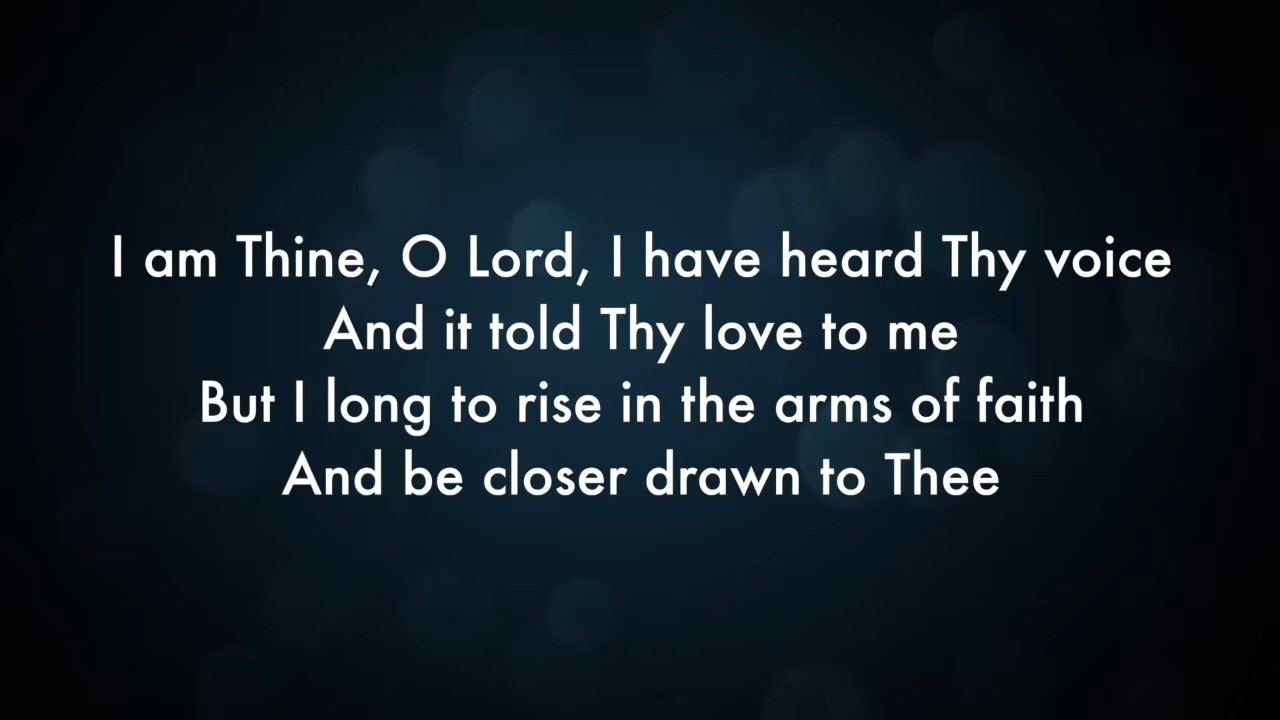 I am Thine, O Lord, I have heard Thy voice
And it told Thy love to me
But I long to rise in the arms of faith
And be closer drawn to Thee